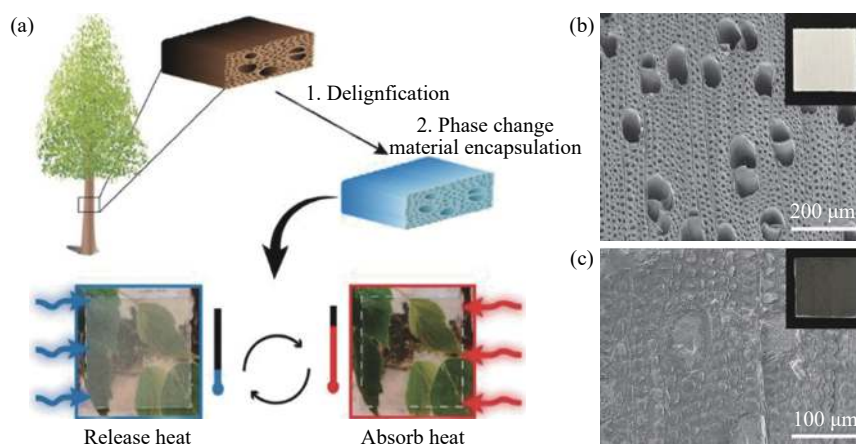 (a)
1. Delignfication
2. Phase change
material encapsulation
Release heat
Absorb heat
(b)
200 μm
(c)
100 μm